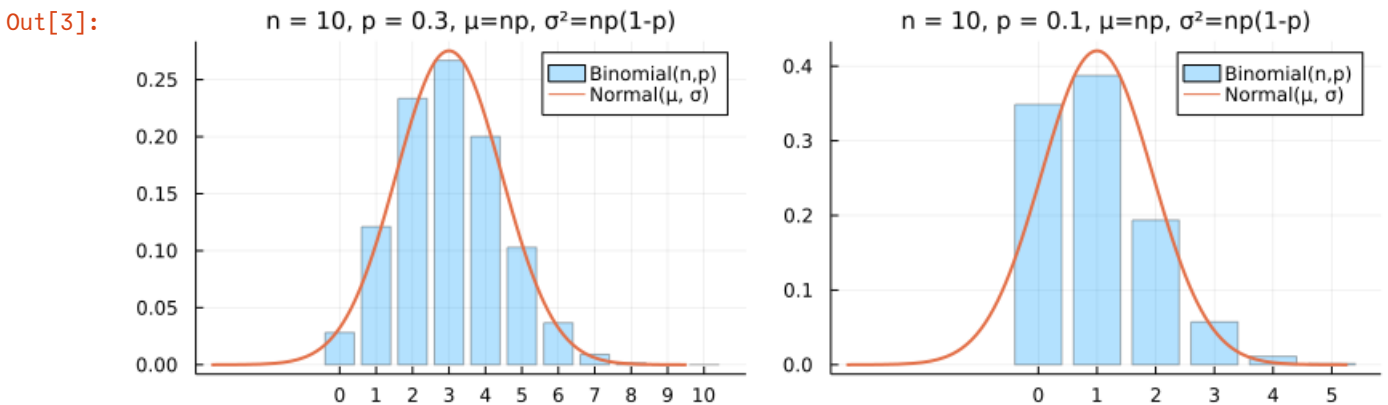 Out[3]:
n = 10, p = 0.3, μ=np, σ²=np(1-p)
0.25
0.20
0.15
0.10
0.05
0.00
Binomial(n,p)
Normal(μ, σ)
0 1 2 3 4 5 6 7 8 9 10
n = 10, p = 0.1, μ=np, σ²=np(1-p)
0.4
0.3
0.2
0.1
0.0
Binomial(n,p)
Normal(μ, σ)
0 1 2 3 4 5